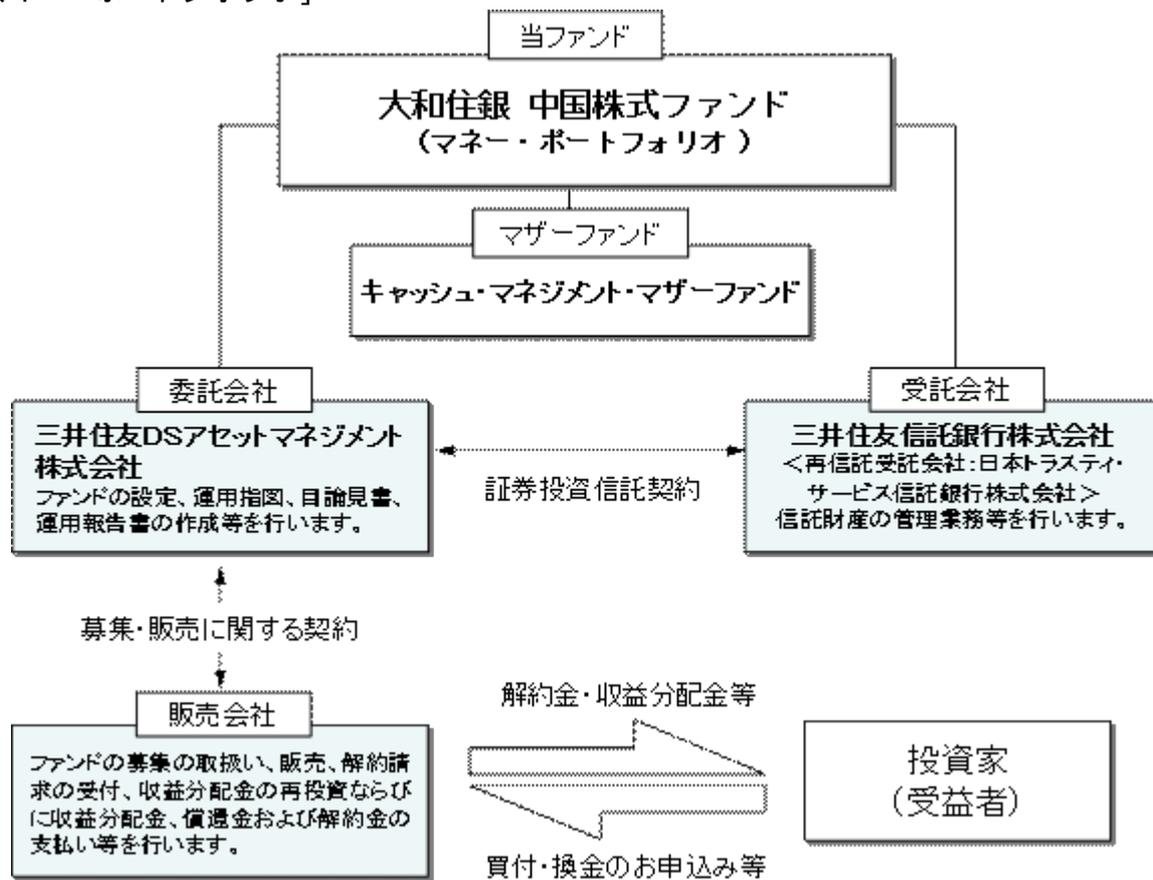 当ファンド
大和住銀 中国株式ファンド
(マネー・ポートフォリオ )
マザーファンド
キャッシュ・マネジメント・マザーファンド
委託会社
三井住友DSアセットマネジメント
株式会社
ファンドの設定、運用指図、目論見書、
運用報告書の作成等を行います。
証券投資信託契約
受託会社
三井住友信託銀行株式会社
<再信託受託会社:日本トラスティ・
サービス信託銀行株式会社>
信託財産の管理業務等を行います。
募集・販売に関する契約
販売会社
ファンドの募集の取扱い、販売、解約請
求の受付、収益分配金の再投資ならび
に収益分配金、償還金および解約金の
支払い等を行います。
解約金・収益分配金等
買付・換金のお申込み等
投資家
(受益者)